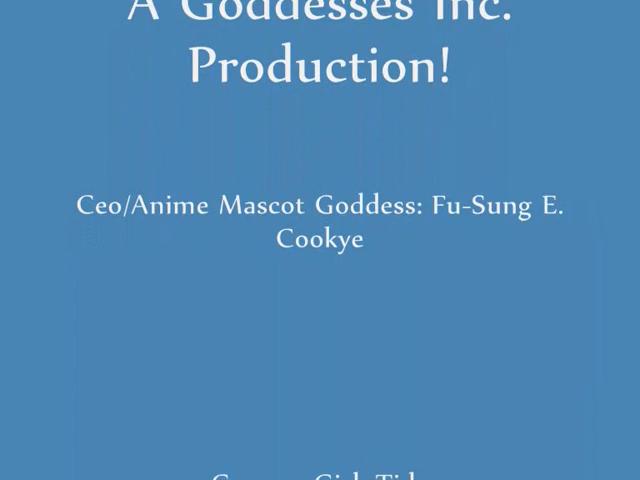 A Goddesses Inc.
Production!
Ceo/Anime Mascot Goddess: Fu-Sung E.
Cookye